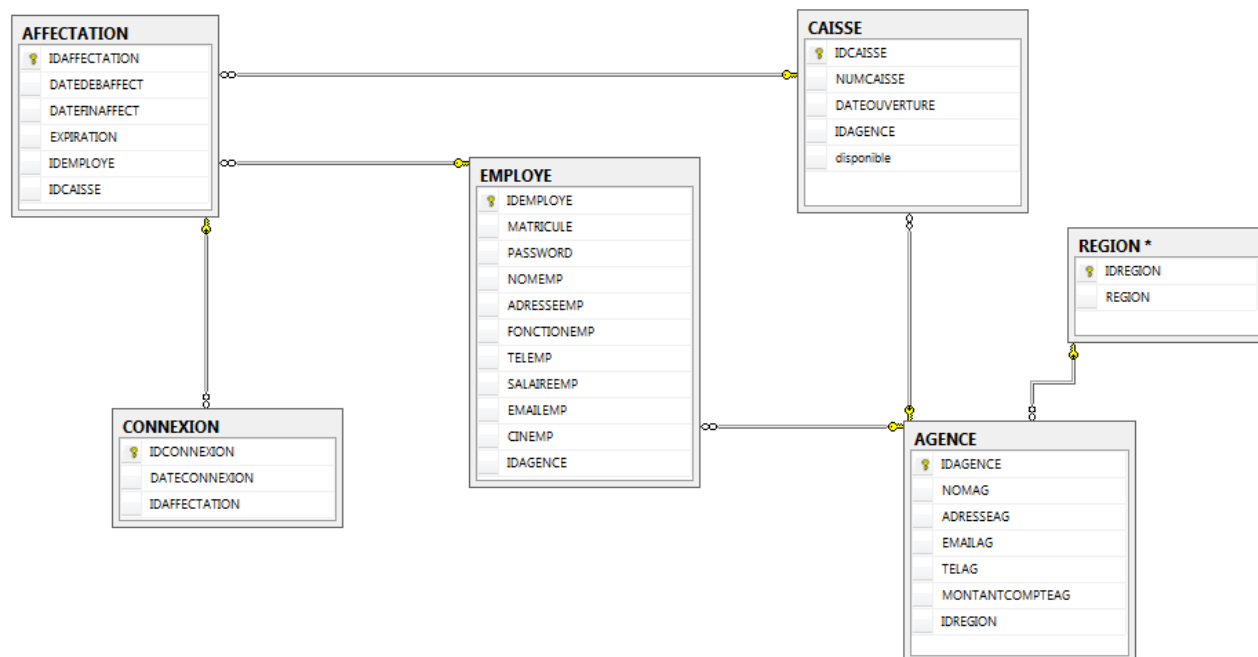 AFFECTATION
IDAFFECTATION
DATEDEBAFFECT
DATEFINAFFECT
EXPIRATION
IDEMPLOYE
IDCAISSE
CAISSE
IDCAISSE
NUMCAISSE
DATEOUVERTURE
IDAGENCE
disponible
EMPLOYE
IDEMPLOYE
MATRICULE
PASSWORD
NOMEMP
ADRESSEEMP
FONCTIONEMP
TELEMP
SALAIREEMP
EMAILEMP
CINEMP
IDAGENCE
REGION *
IDREGION
REGION
CONNEXION
IDCONNEXION
DATECONNEXION
IDAFFECTATION
AGENCE
IDAGENCE
NOMAG
ADRESSEAG
EMAILAG
TELAG
MONTANTCOMPTEAG
IDREGION